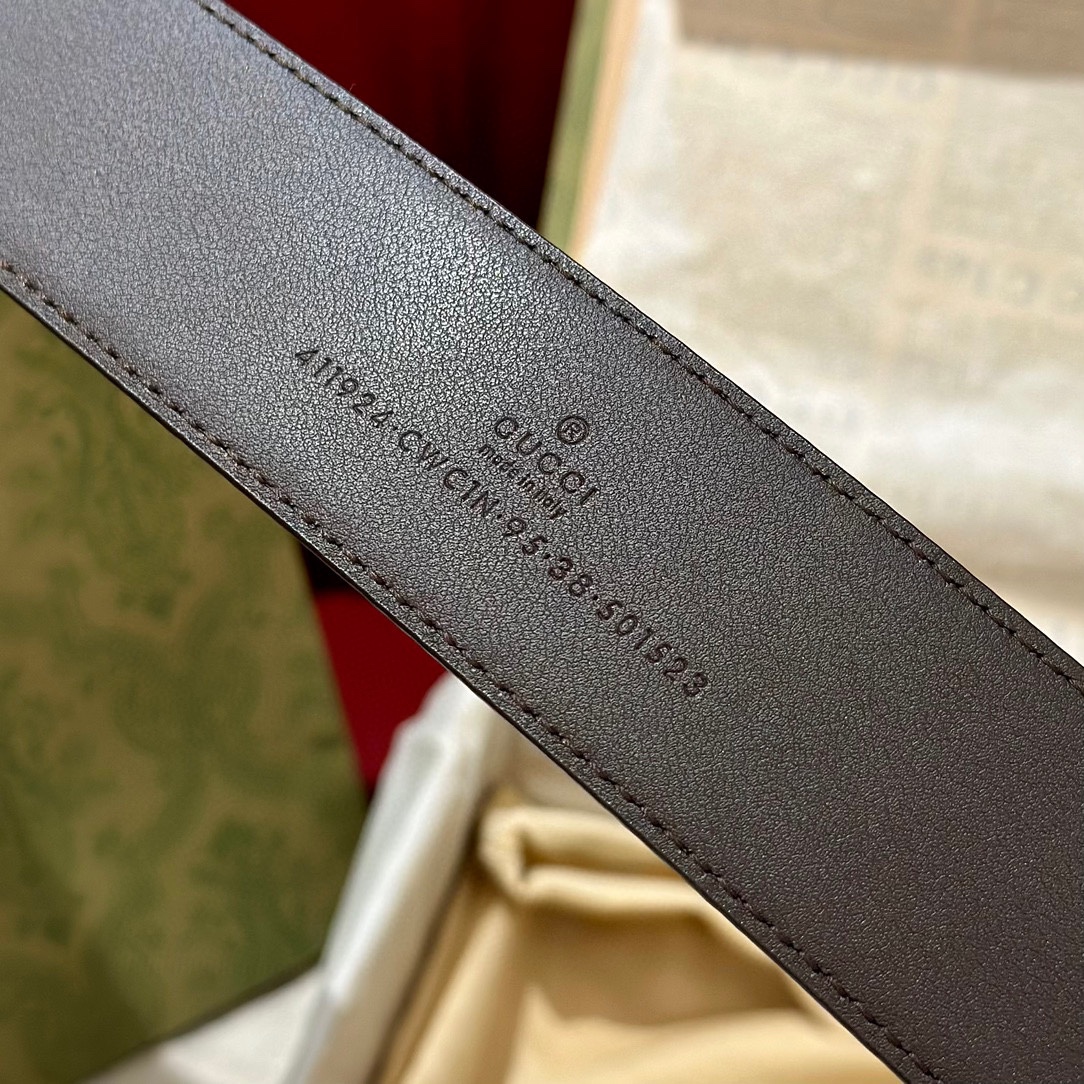 ®
GUCCI
made in italy
411924·CWC1N·95·38·501523